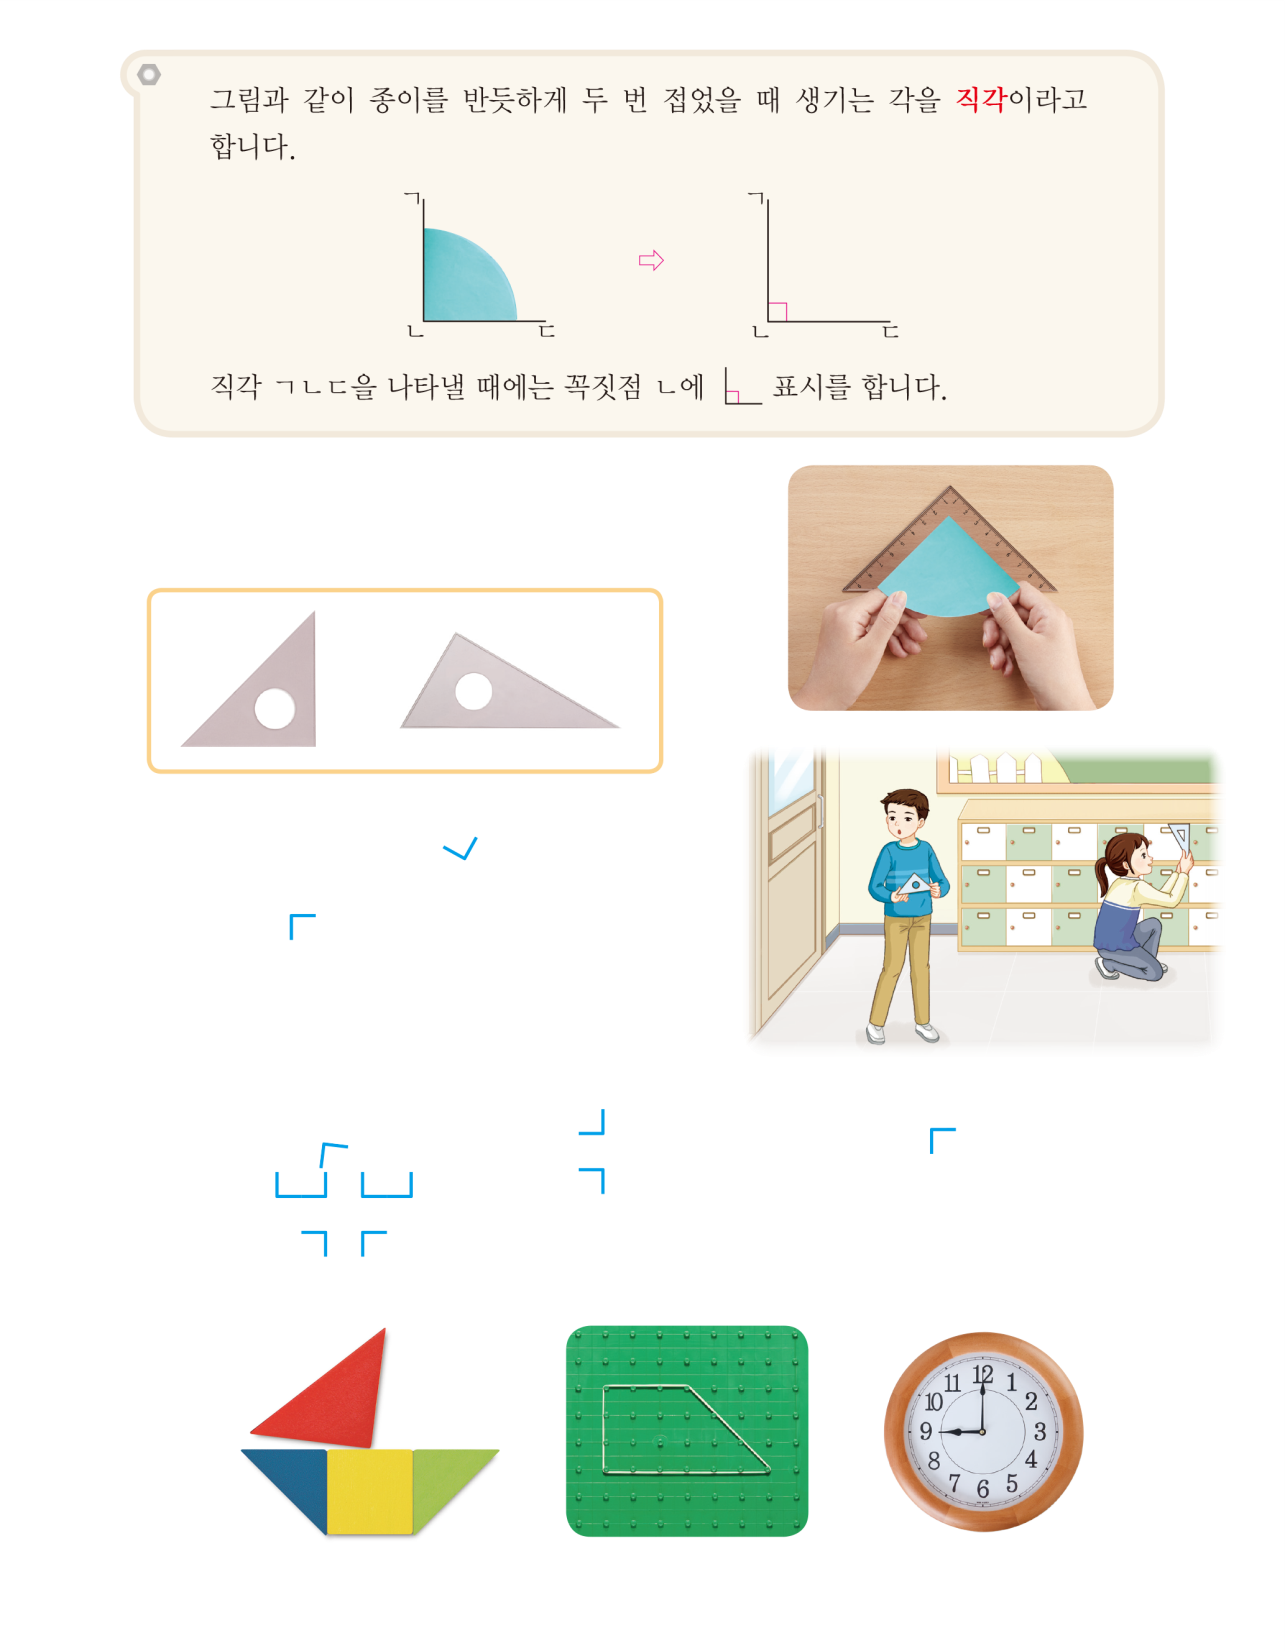 그림과 같이 종이를 반듯하게 두 번 접었을 때 생기는 각을 직각이라고
합니다.
ㄱ
ㄱ
ㄴ
ㄷ
ㄴ
ㄷ
직각 ㄱㄴㄷ을 나타낼 때에는 꼭짓점 ㄴ에 표시를 합니다.
12
1
2
3
4
5
6
7
8
9
10
11